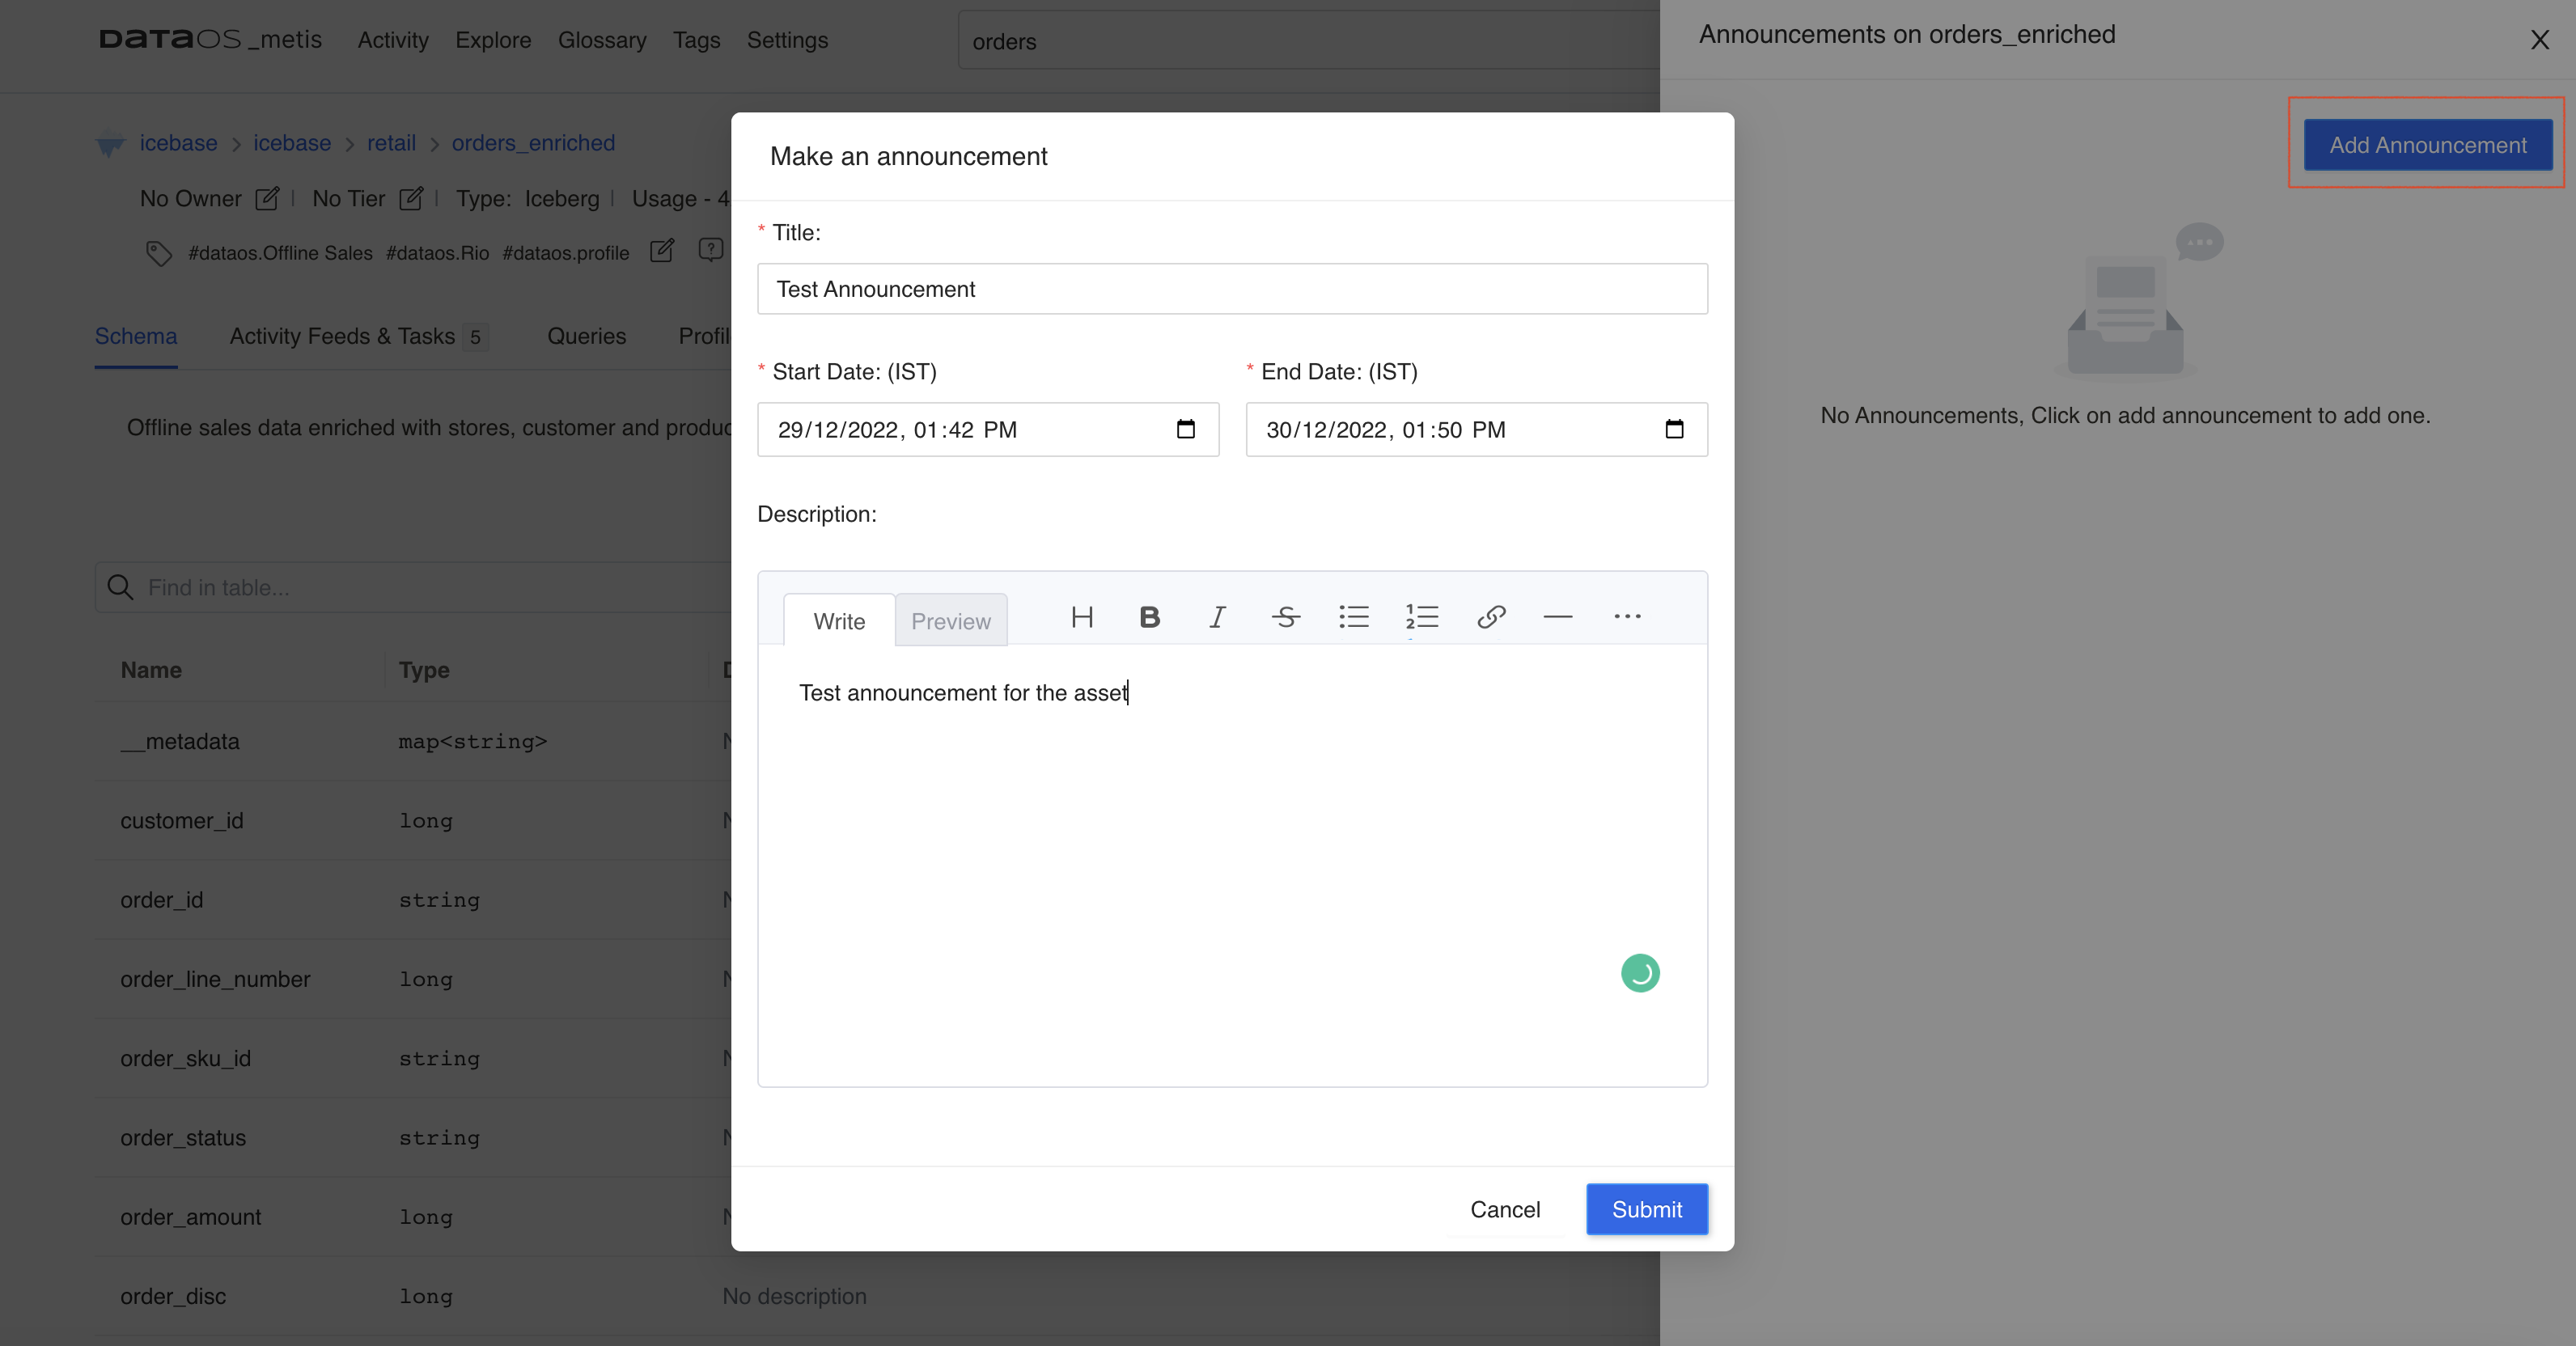 DATAOS_metis Activity Explore Glossary Tags Settings
orders
icebase > icebase > retail > orders_enriched
No Owner | No Tier | Type: Iceberg | Usage - 4
#dataos.Offline Sales #dataos.Rio #dataos.profile
Schema Activity Feeds & Tasks 5 Queries Profil
Offline sales data enriched with stores, customer and produc
Find in table...
Name Type
__metadata map<string>
customer_id long
order_id string
order_line_number long
order_sku_id string
order_status string
order_amount long
order_disc long No description
Make an announcement
* Title:
Test Announcement
* Start Date: (IST) * End Date: (IST)
29/12/2022, 01:42 PM 30/12/2022, 01:50 PM
Description:
Write Preview
Test announcement for the asset
Cancel Submit
Announcements on orders_enriched X
Add Announcement
No Announcements, Click on add announcement to add one.